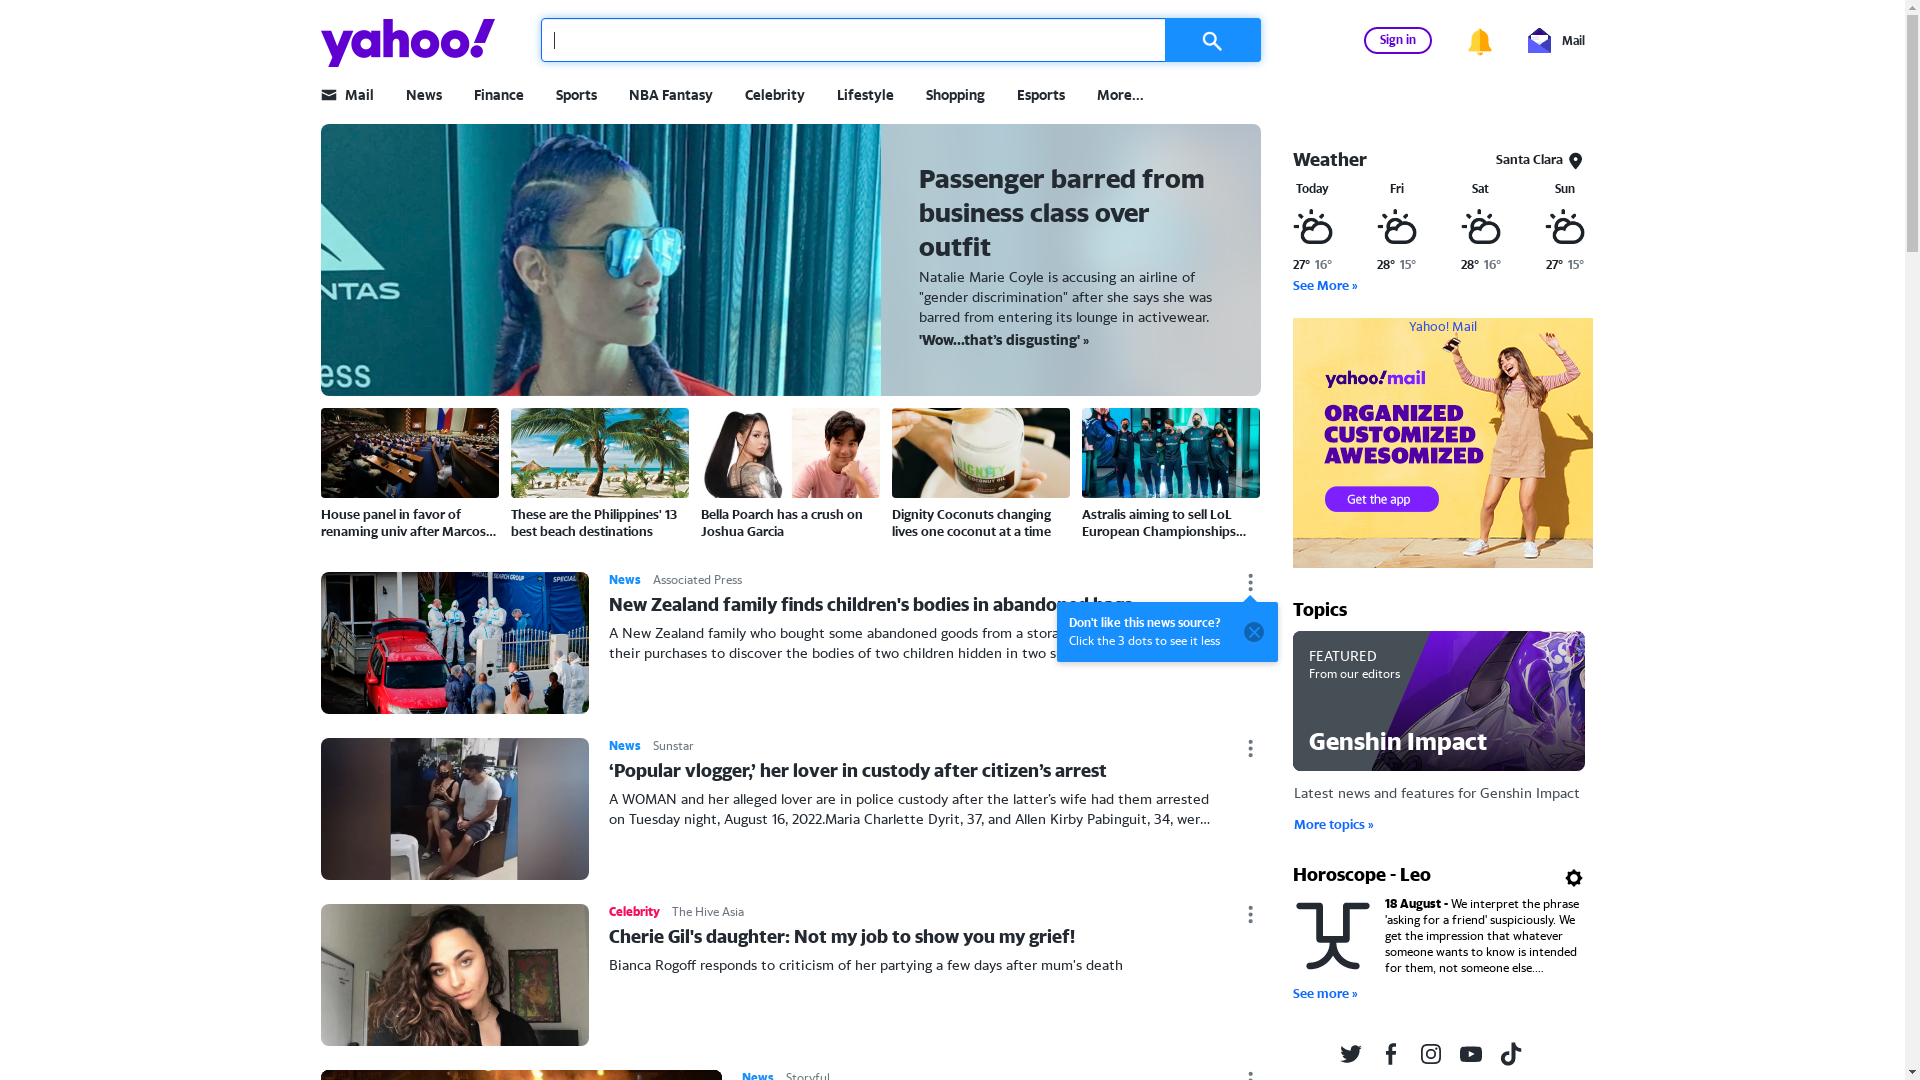 yahoo!
Sign in
Mail
Mail
News
Finance
Sports
NBA Fantasy
Celebrity
Lifestyle
Shopping
Esports
More...
NTAS
ess
Passenger barred from
business class over
outfit
Natalie Marie Coyle is accusing an airline of
"gender discrimination" after she says she was
barred from entering its lounge in activewear.
'Wow...that's disgusting' »
DIGNITY
COCONUT OIL
House panel in favor of
renaming univ after Marcos...
These are the Philippines' 13
best beach destinations
Bella Poarch has a crush on
Joshua Garcia
Dignity Coconuts changing
lives one coconut at a time
Astralis aiming to sell LoL
European Championships...
SPECIAL
News
Associated Press
New Zealand family finds children's bodies in abandoned bags
A New Zealand family who bought some abandoned goods from a stora
their purchases to discover the bodies of two children hidden in two s
Don't like this news source?
Click the 3 dots to see it less
News
Sunstar
‘Popular vlogger,’ her lover in custody after citizen’s arrest
A WOMAN and her alleged lover are in police custody after the latter’s wife had them arrested
on Tuesday night, August 16, 2022.Maria Charlette Dyrit, 37, and Allen Kirby Pabinguit, 34, wer...
Celebrity
The Hive Asia
Cherie Gil's daughter: Not my job to show you my grief!
Bianca Rogoff responds to criticism of her partying a few days after mum's death
News
Storyful
Weather
Santa Clara
Today
Fri
Sat
Sun
27° 16°
28° 15°
28° 16°
27° 15°
See More »
Yahoo! Mail
yahoo!mail
ORGANIZED
CUSTOMIZED
AWESOMIZED
Get the app
Topics
FEATURED
From our editors
Genshin Impact
Latest news and features for Genshin Impact
More topics »
Horoscope - Leo
18 August - We interpret the phrase
'asking for a friend' suspiciously. We
get the impression that whatever
someone wants to know is intended
for them, not someone else....
See more »